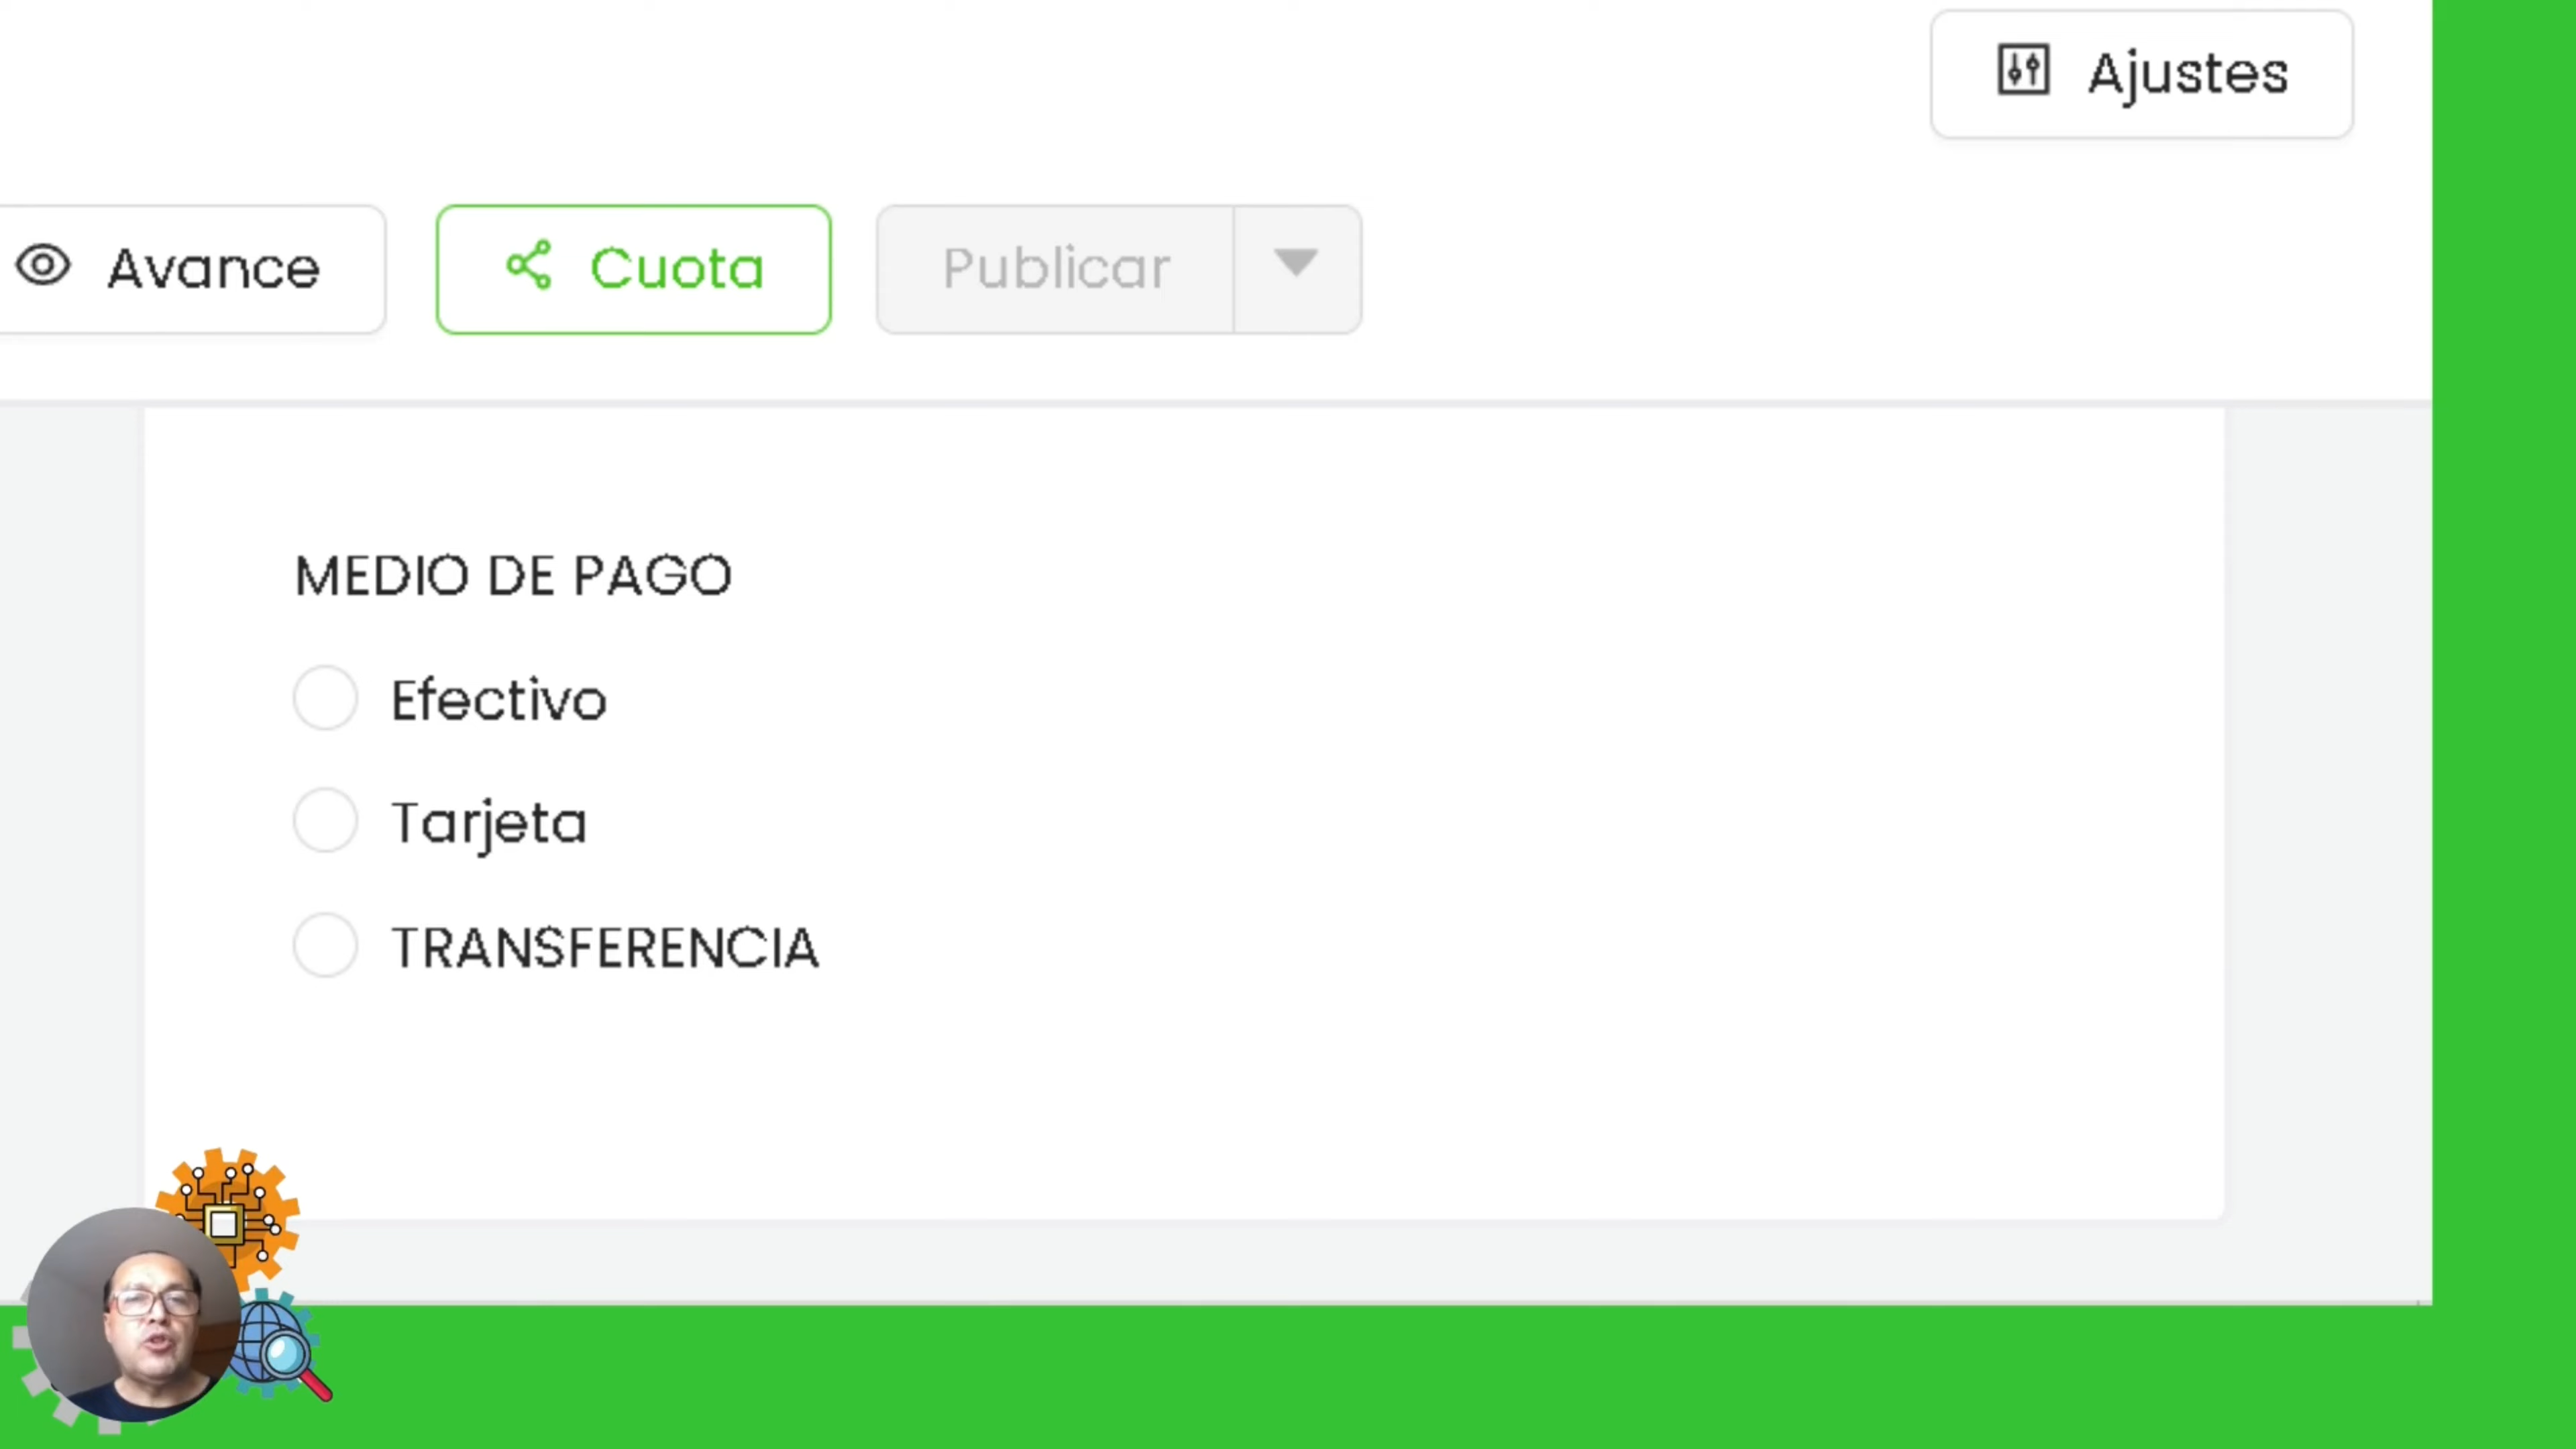 Ajustes
Avance
Cuota
Publicar
MEDIO DE PAGO
Efectivo
Tarjeta
TRANSFERENCIA